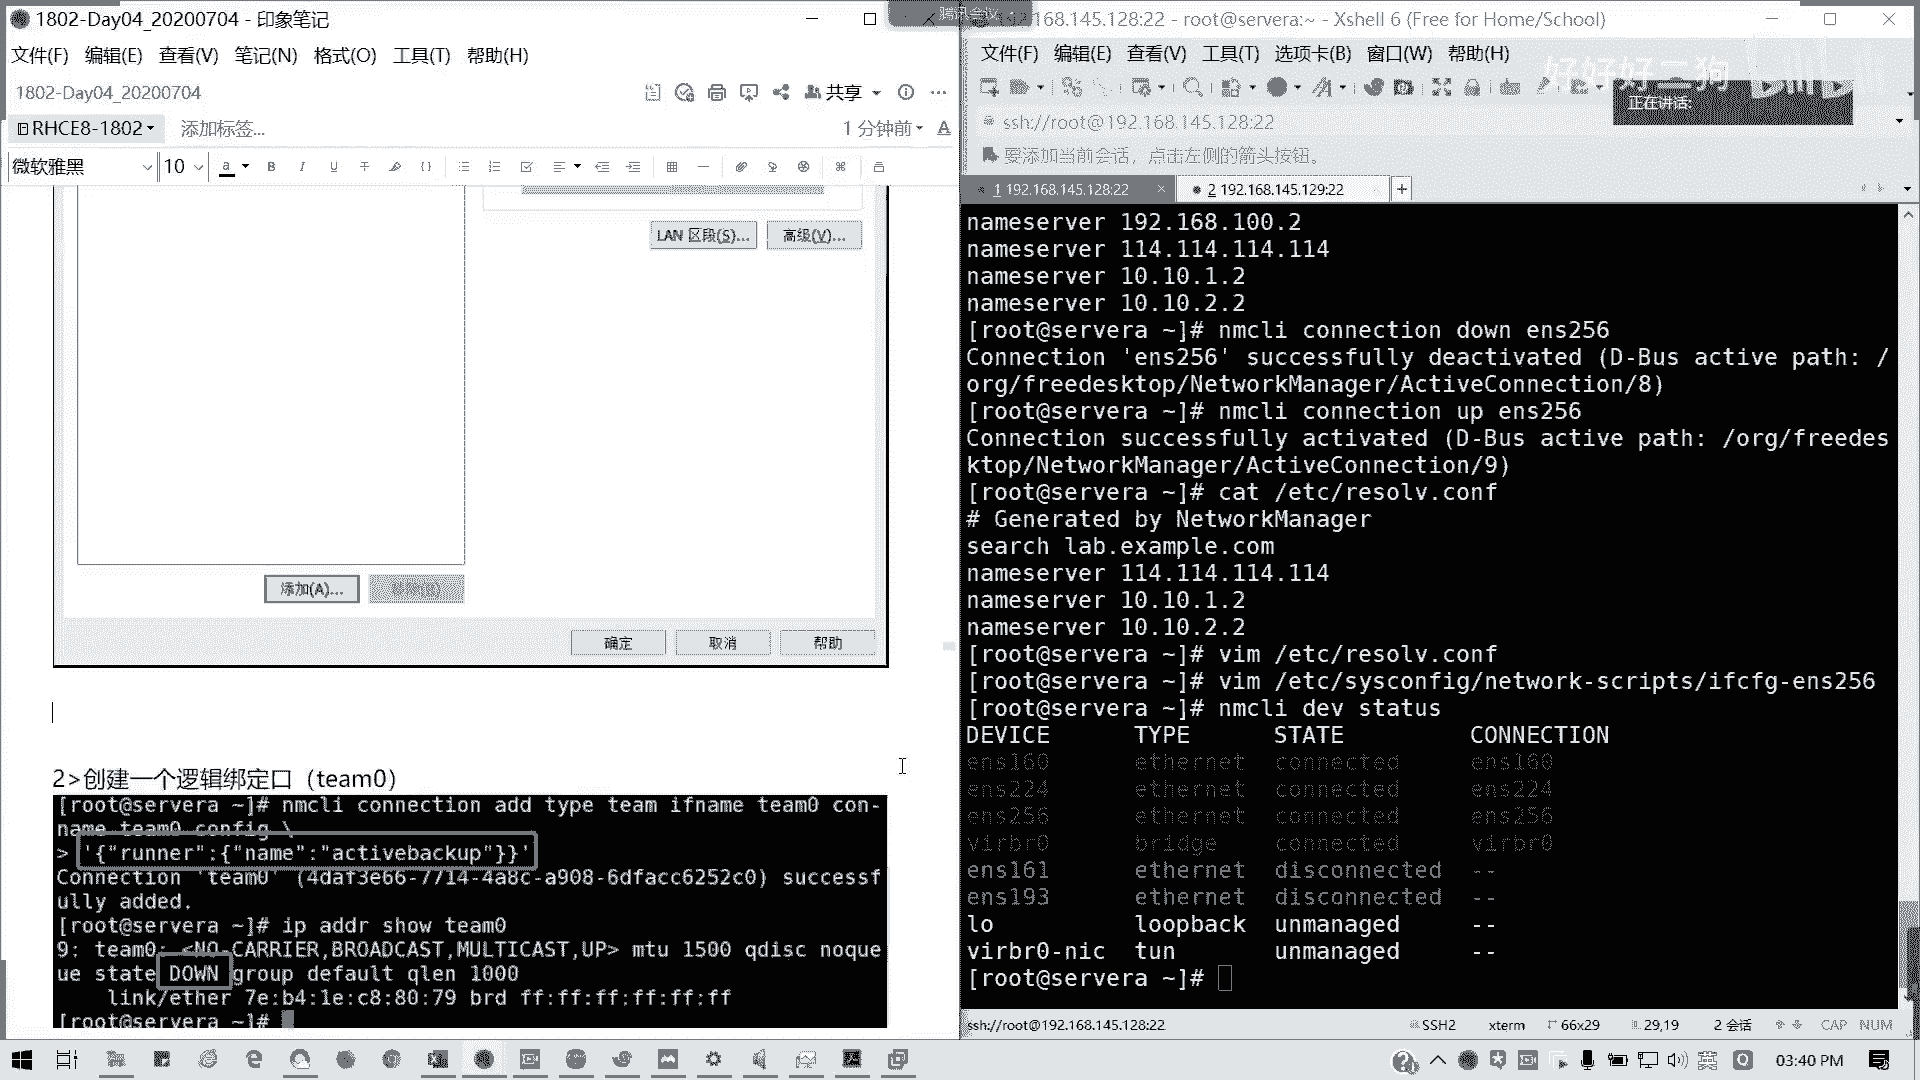 1802-Day04_20200704 - 印象笔记
文件(F) 编辑(E) 查看(V) 笔记(N) 格式(O) 工具(T) 帮助(H)
1802-Day04_20200704
共享
RHCE8-1802 添加标签...
1 分钟前
微软雅黑 10
LAN 区段(S)... 高级(V)...
添加(A)...
确定 取消 帮助
2>创建一个逻辑绑定口（team0）
[root@servera ~]# nmcli connection add type team ifname team0 con-
name team0 config \
> '{"runner":{"name":"activebackup"}}'
Connection 'team0' (4daf3e66-7714-4a8c-a908-6dfacc6252c0) successf
ully added.
[root@servera ~]# ip addr show team0
9: team0: <NO-CARRIER,BROADCAST,MULTICAST,UP> mtu 1500 qdisc noque
ue state DOWN group default qlen 1000
link/ether 7e:b4:1e:c8:80:79 brd ff:ff:ff:ff:ff:ff
[root@servera ~]#
腾讯会议
192.168.145.128:22 - root@servera:~ - Xshell 6 (Free for Home/School)
文件(F) 编辑(E) 查看(V) 工具(T) 选项卡(B) 窗口(W) 帮助(H)
好好好二狗 bilibili
正在讲话:
ssh://root@192.168.145.128:22
要添加当前会话，点击左侧的箭头按钮。
1 192.168.145.128:22 2 192.168.145.129:22
nameserver 192.168.100.2
nameserver 114.114.114.114
nameserver 10.10.1.2
nameserver 10.10.2.2
[root@servera ~]# nmcli connection down ens256
Connection 'ens256' successfully deactivated (D-Bus active path: /
org/freedesktop/NetworkManager/ActiveConnection/8)
[root@servera ~]# nmcli connection up ens256
Connection successfully activated (D-Bus active path: /org/freedes
ktop/NetworkManager/ActiveConnection/9)
[root@servera ~]# cat /etc/resolv.conf
# Generated by NetworkManager
search lab.example.com
nameserver 114.114.114.114
nameserver 10.10.1.2
nameserver 10.10.2.2
[root@servera ~]# vim /etc/resolv.conf
[root@servera ~]# vim /etc/sysconfig/network-scripts/ifcfg-ens256
[root@servera ~]# nmcli dev status
DEVICE TYPE STATE CONNECTION
ens160 ethernet connected ens160
ens224 ethernet connected ens224
ens256 ethernet connected ens256
virbr0 bridge connected virbr0
ens161 ethernet disconnected --
ens193 ethernet disconnected --
lo loopback unmanaged --
virbr0-nic tun unmanaged --
[root@servera ~]#
ssh://root@192.168.145.128:22 SSH2 xterm 66x29 29,19 2 会话 CAP NUM
英 03:40 PM